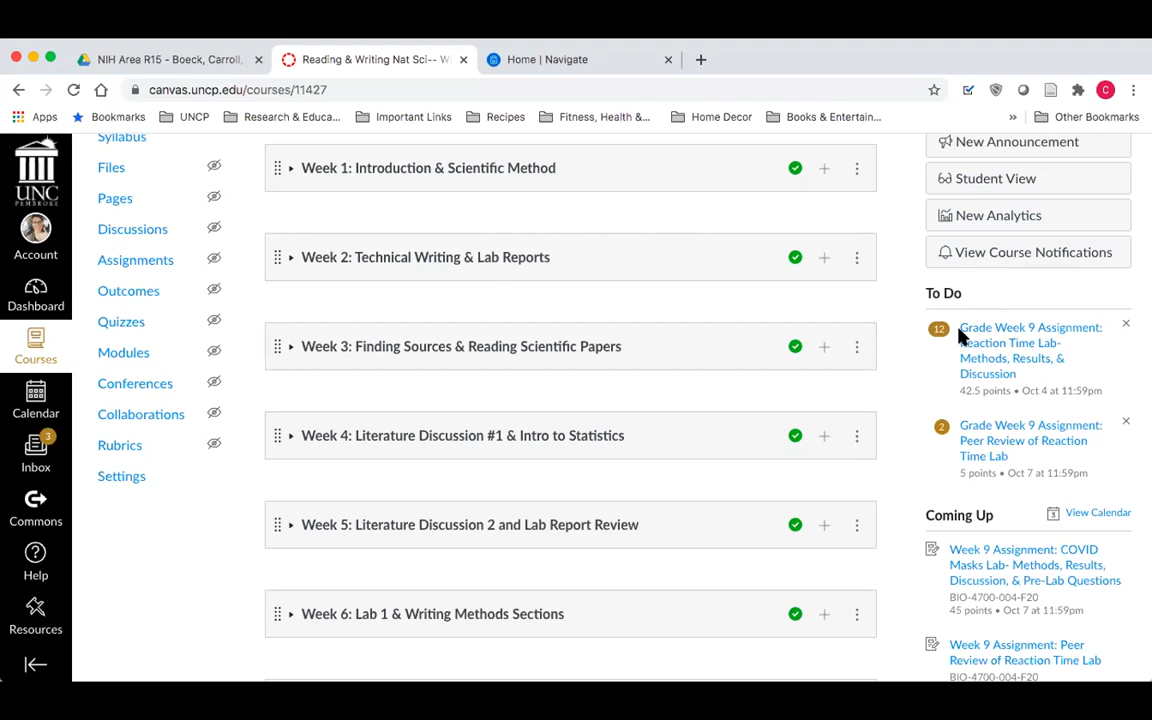 NIH Area R15 - Boeck, Carroll,
Reading & Writing Nat Sci-- W
Home | Navigate
canvas.uncp.edu/courses/11427
C
Apps
Bookmarks
UNCP
Research & Educa...
Important Links
Recipes
Fitness, Health &...
Home Decor
Books & Entertain...
»
Other Bookmarks
UNC
PEMBROKE
Account
Dashboard
Courses
Calendar
3
Inbox
Commons
Help
Resources
Syllabus
Files
Pages
Discussions
Assignments
Outcomes
Quizzes
Modules
Conferences
Collaborations
Rubrics
Settings
Week 1: Introduction & Scientific Method
Week 2: Technical Writing & Lab Reports
Week 3: Finding Sources & Reading Scientific Papers
Week 4: Literature Discussion #1 & Intro to Statistics
Week 5: Literature Discussion 2 and Lab Report Review
Week 6: Lab 1 & Writing Methods Sections
New Announcement
Student View
New Analytics
View Course Notifications
To Do
12
Grade Week 9 Assignment:
Reaction Time Lab-
Methods, Results, &
Discussion
42.5 points • Oct 4 at 11:59pm
2
Grade Week 9 Assignment:
Peer Review of Reaction
Time Lab
5 points • Oct 7 at 11:59pm
Coming Up
3
View Calendar
Week 9 Assignment: COVID
Masks Lab- Methods, Results,
Discussion, & Pre-Lab Questions
BIO-4700-004-F20
45 points • Oct 7 at 11:59pm
Week 9 Assignment: Peer
Review of Reaction Time Lab
BIO-4700-004-F20